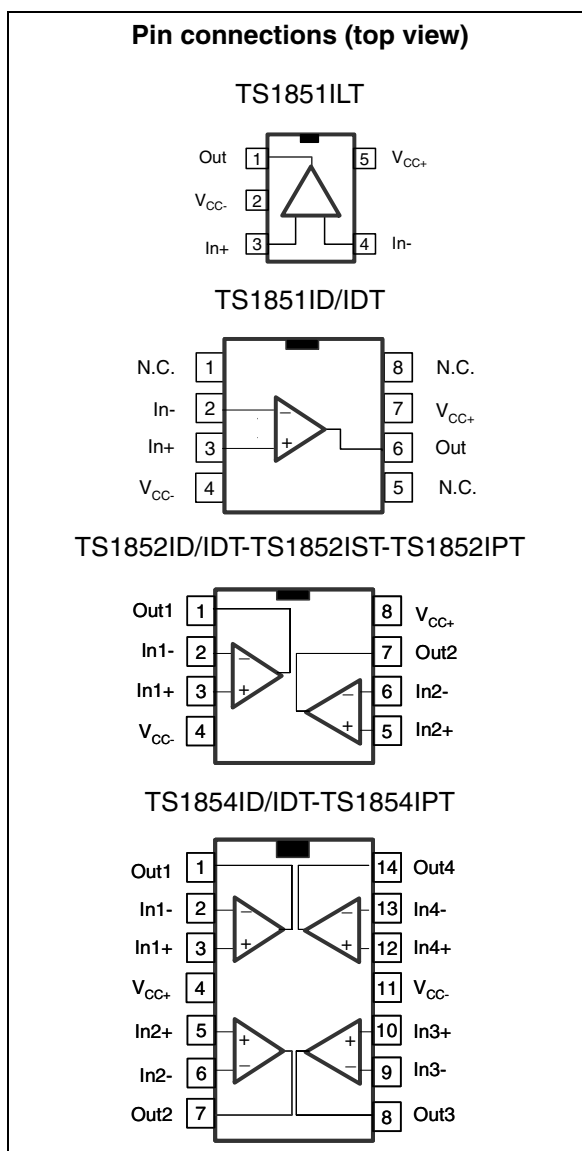 Pin connections (top view)
TS1851ILT
Out 1 5 VCC+
VCC- 2
In+ 3 4 In-
TS1851ID/IDT
N.C. 1 8 N.C.
In- 2 − 7 VCC+
In+ 3 + 6 Out
VCC- 4 5 N.C.
TS1852ID/IDT-TS1852IST-TS1852IPT
Out1 1 8 VCC+
In1- 2 − 7 Out2
In1+ 3 + − 6 In2-
VCC- 4 + 5 In2+
TS1854ID/IDT-TS1854IPT
Out1 1 14 Out4
In1- 2 − − 13 In4-
In1+ 3 + + 12 In4+
VCC+ 4 11 VCC-
In2+ 5 + + 10 In3+
In2- 6 − − 9 In3-
Out2 7 8 Out3